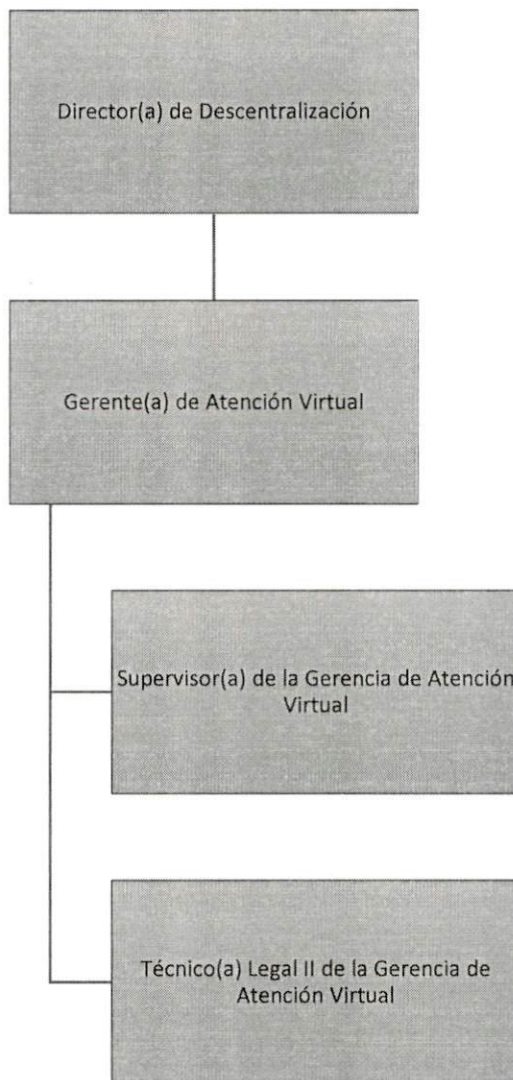 Director(a) de Descentralización
Gerente(a) de Atención Virtual
Supervisor(a) de la Gerencia de Atención
Virtual
Técnico(a) Legal II de la Gerencia de
Atención Virtual